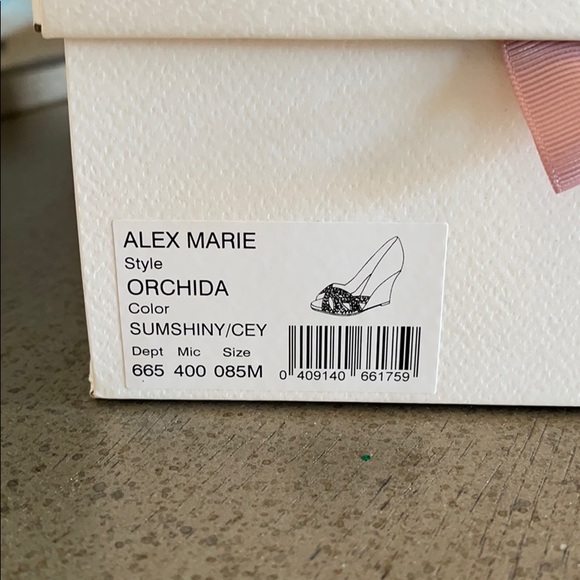 ALEX MARIE
Style
ORCHIDA
Color
SUMSHINY/CEY
Dept Mic Size
665 400 085M
0 409140 661759